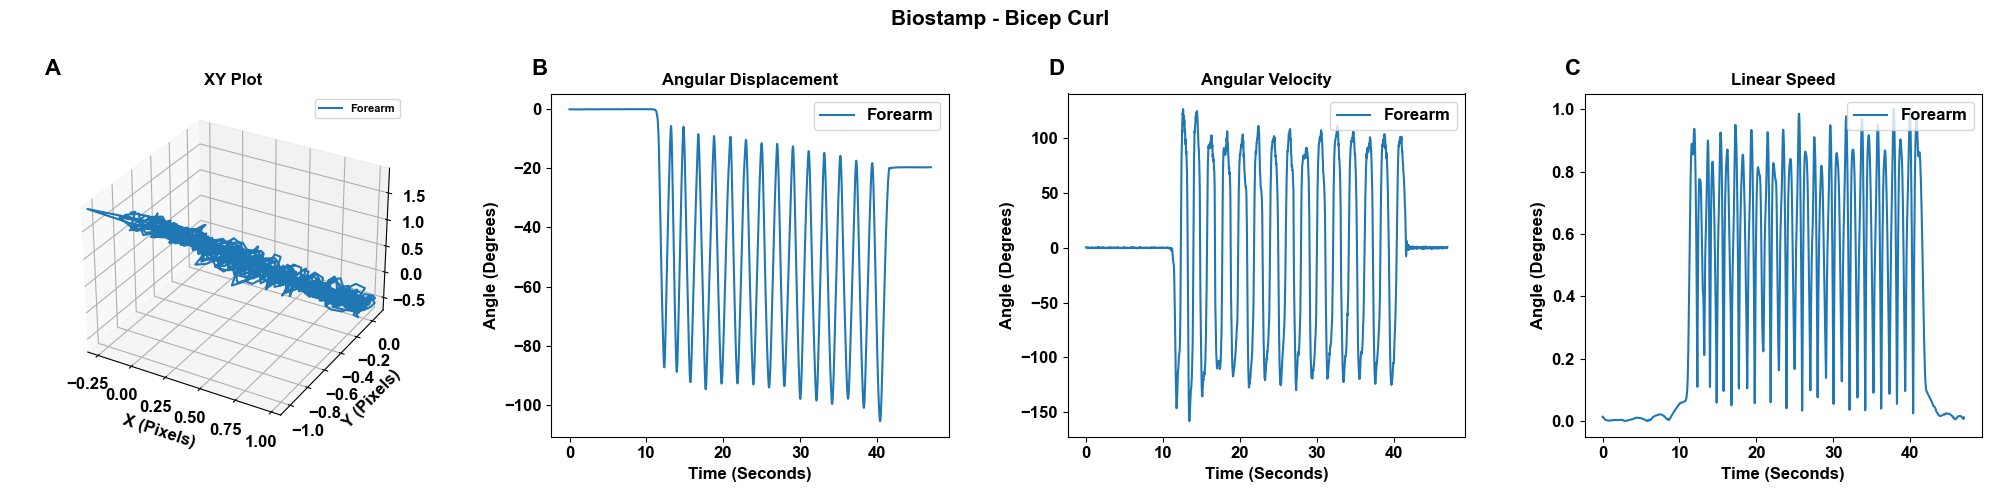 Biostamp - Bicep Curl
A
XY Plot
Forearm
1.5
1.0
0.5
0.0
−0.5
0.0
−0.2
−0.4
−0.6
−0.8
−1.0
Y (Pixels)
−0.25
0.00
0.25
0.50
0.75
1.00
X (Pixels)
B
Angular Displacement
Forearm
0
−20
−40
−60
−80
−100
Angle (Degrees)
0 10 20 30 40
Time (Seconds)
D
Angular Velocity
Forearm
100
50
0
−50
−100
−150
Angle (Degrees)
0 10 20 30 40
Time (Seconds)
C
Linear Speed
Forearm
1.0
0.8
0.6
0.4
0.2
0.0
Angle (Degrees)
0 10 20 30 40
Time (Seconds)